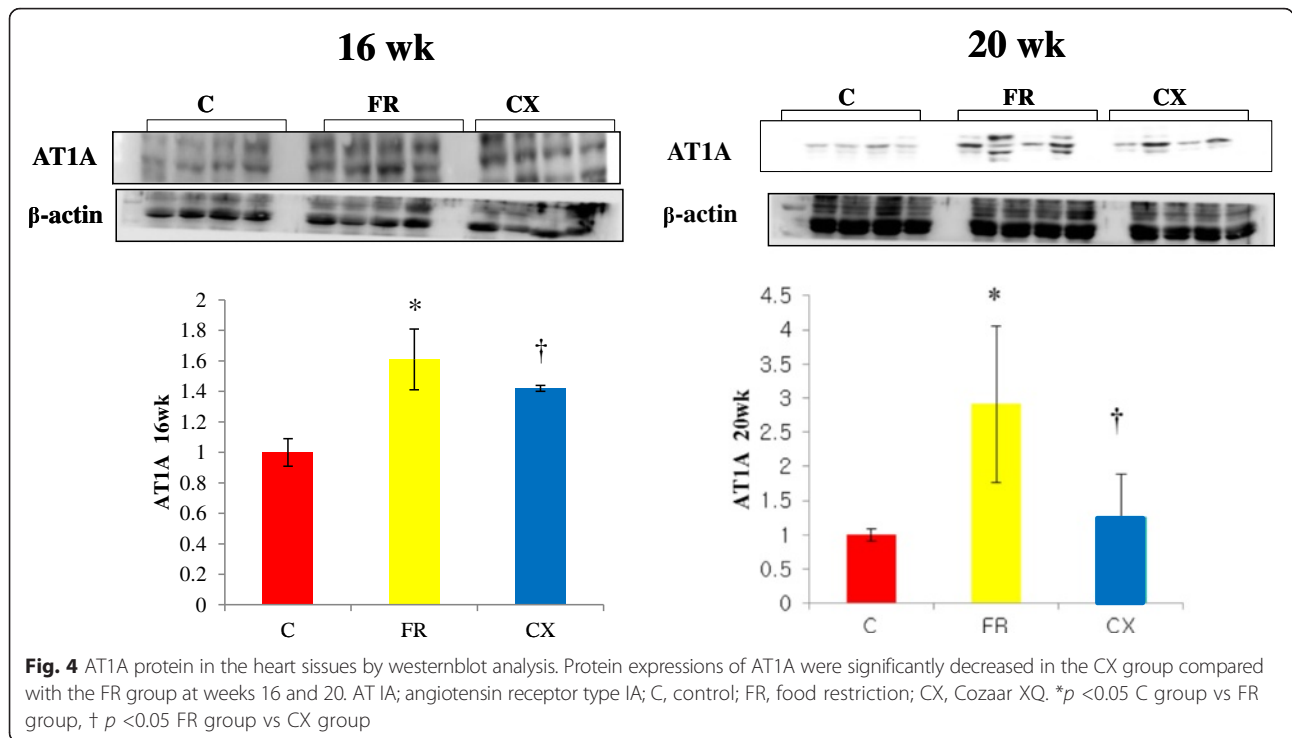 16 wk
C FR CX
AT1A
β-actin
2
1.8
1.6
1.4
1.2
1
0.8
0.6
0.4
0.2
0
AT1A 16wk
*
†
C FR CX
20 wk
C FR CX
AT1A
β-actin
4.5
4
3.5
3
2.5
2
1.5
1
0.5
0
AT1A 20wk
*
†
C FR CX
Fig. 4 AT1A protein in the heart sissues by westernblot analysis. Protein expressions of AT1A were significantly decreased in the CX group compared
with the FR group at weeks 16 and 20. AT IA; angiotensin receptor type IA; C, control; FR, food restriction; CX, Cozaar XQ. *p <0.05 C group vs FR
group, † p <0.05 FR group vs CX group